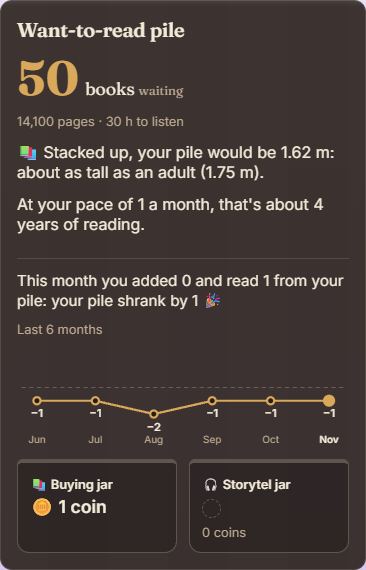 Want-to-read pile
50 books waiting
14,100 pages · 30 h to listen
📚 Stacked up, your pile would be 1.62 m:
about as tall as an adult (1.75 m).
At your pace of 1 a month, that's about 4
years of reading.
This month you added 0 and read 1 from your
pile: your pile shrank by 1 🎉
Last 6 months
−1 −1 −2 −1 −1 −1
Jun Jul Aug Sep Oct Nov
📚 Buying jar
1 coin
🎧 Storytel jar
0 coins